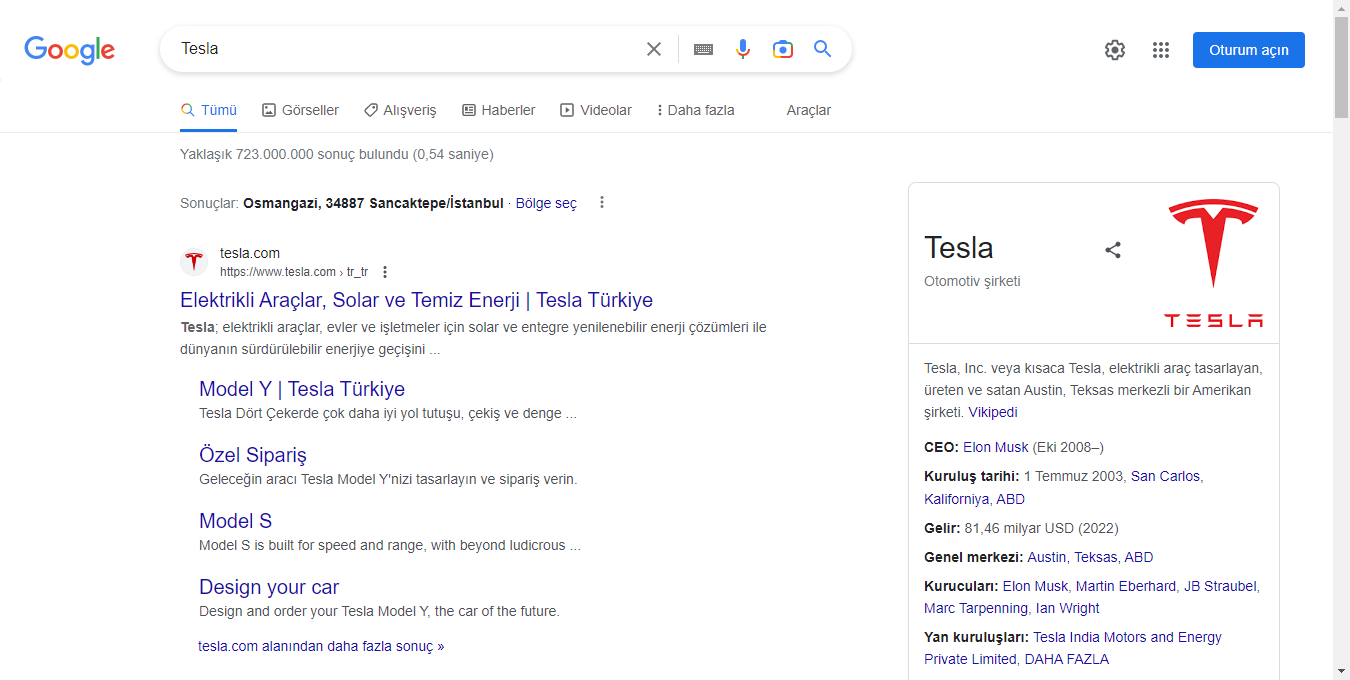 Google
Tesla
Oturum açın
Tümü
Görseller
Alışveriş
Haberler
Videolar
Daha fazla
Araçlar
Yaklaşık 723.000.000 sonuç bulundu (0,54 saniye)
Sonuçlar: Osmangazi, 34887 Sancaktepe/İstanbul · Bölge seç
tesla.com
https://www.tesla.com › tr_tr
Elektrikli Araçlar, Solar ve Temiz Enerji | Tesla Türkiye
Tesla; elektrikli araçlar, evler ve işletmeler için solar ve entegre yenilenebilir enerji çözümleri ile
dünyanın sürdürülebilir enerjiye geçişini ...
Model Y | Tesla Türkiye
Tesla Dört Çekerde çok daha iyi yol tutuşu, çekiş ve denge ...
Özel Sipariş
Geleceğin aracı Tesla Model Y'nizi tasarlayın ve sipariş verin.
Model S
Model S is built for speed and range, with beyond ludicrous ...
Design your car
Design and order your Tesla Model Y, the car of the future.
tesla.com alanından daha fazla sonuç »
Tesla
Otomotiv şirketi
TESLA
Tesla, Inc. veya kısaca Tesla, elektrikli araç tasarlayan,
üreten ve satan Austin, Teksas merkezli bir Amerikan
şirketi. Vikipedi
CEO: Elon Musk (Eki 2008–)
Kuruluş tarihi: 1 Temmuz 2003, San Carlos,
Kaliforniya, ABD
Gelir: 81,46 milyar USD (2022)
Genel merkezi: Austin, Teksas, ABD
Kurucuları: Elon Musk, Martin Eberhard, JB Straubel,
Marc Tarpenning, Ian Wright
Yan kuruluşları: Tesla India Motors and Energy
Private Limited, DAHA FAZLA